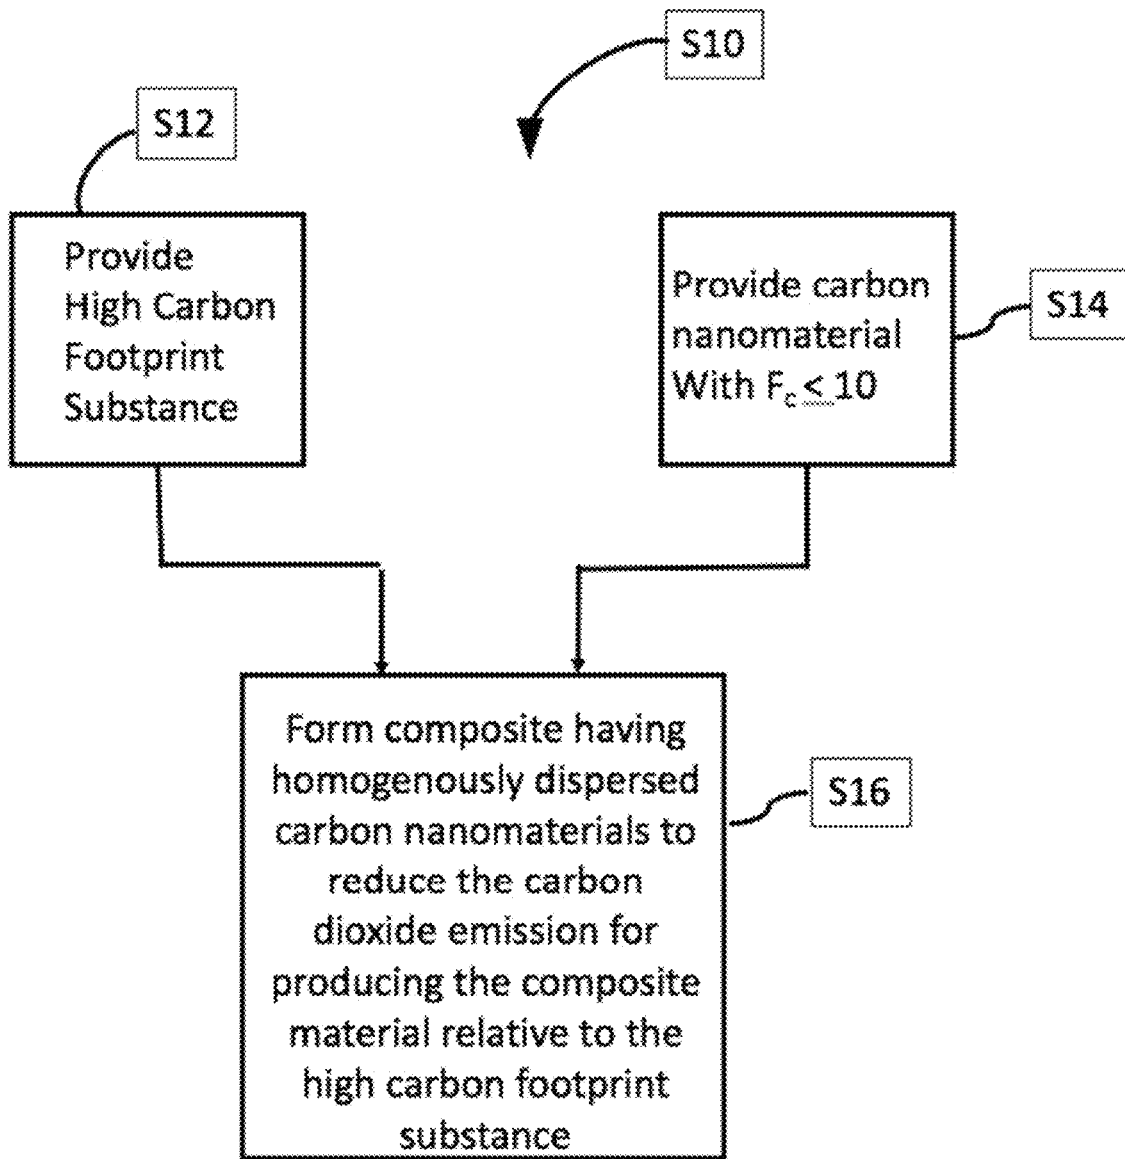 S10
S12
Provide
High Carbon
Footprint
Substance
Provide carbon
nanomaterial
With Fc ≤ 10
S14
Form composite having
homogenously dispersed
carbon nanomaterials to
reduce the carbon
dioxide emission for
producing the composite
material relative to the
high carbon footprint
substance
S16